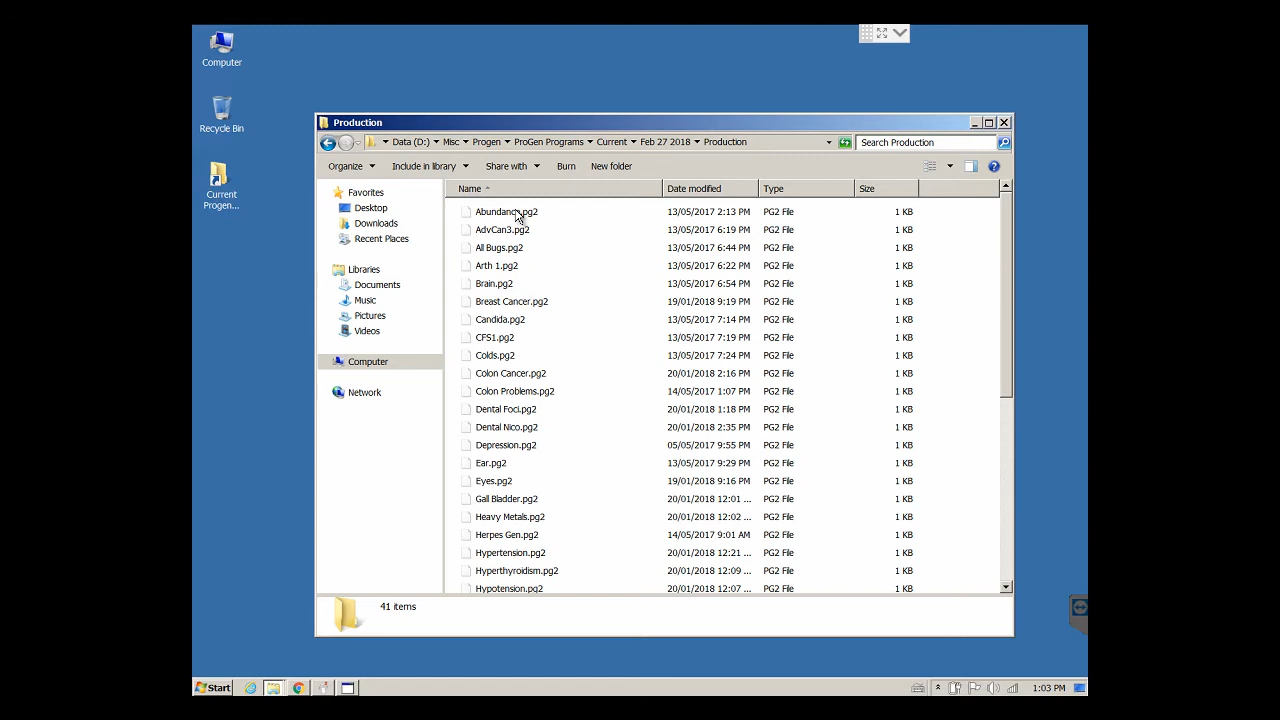 Computer
Recycle Bin
Current
Progen...
Production
Data (D:) Misc Progen ProGen Programs Current Feb 27 2018 Production
Search Production
Organize Include in library Share with Burn New folder
Favorites
Desktop
Downloads
Recent Places
Libraries
Documents
Music
Pictures
Videos
Computer
Network
Name Date modified Type Size
Abundance.pg2 13/05/2017 2:13 PM PG2 File 1 KB
AdvCan3.pg2 13/05/2017 6:19 PM PG2 File 1 KB
All Bugs.pg2 13/05/2017 6:44 PM PG2 File 1 KB
Arth 1.pg2 13/05/2017 6:22 PM PG2 File 1 KB
Brain.pg2 13/05/2017 6:54 PM PG2 File 1 KB
Breast Cancer.pg2 19/01/2018 9:19 PM PG2 File 1 KB
Candida.pg2 13/05/2017 7:14 PM PG2 File 1 KB
CFS1.pg2 13/05/2017 7:19 PM PG2 File 1 KB
Colds.pg2 13/05/2017 7:24 PM PG2 File 1 KB
Colon Cancer.pg2 20/01/2018 2:16 PM PG2 File 1 KB
Colon Problems.pg2 14/05/2017 1:07 PM PG2 File 1 KB
Dental Foci.pg2 20/01/2018 1:18 PM PG2 File 1 KB
Dental Nico.pg2 20/01/2018 2:35 PM PG2 File 1 KB
Depression.pg2 05/05/2017 9:55 PM PG2 File 1 KB
Ear.pg2 13/05/2017 9:29 PM PG2 File 1 KB
Eyes.pg2 19/01/2018 9:16 PM PG2 File 1 KB
Gall Bladder.pg2 20/01/2018 12:01 ... PG2 File 1 KB
Heavy Metals.pg2 20/01/2018 12:02 ... PG2 File 1 KB
Herpes Gen.pg2 14/05/2017 9:01 AM PG2 File 1 KB
Hypertension.pg2 20/01/2018 12:21 ... PG2 File 1 KB
Hyperthyroidism.pg2 20/01/2018 12:09 ... PG2 File 1 KB
Hypotension.pg2 20/01/2018 12:07 ... PG2 File 1 KB
41 items
Start
1:03 PM